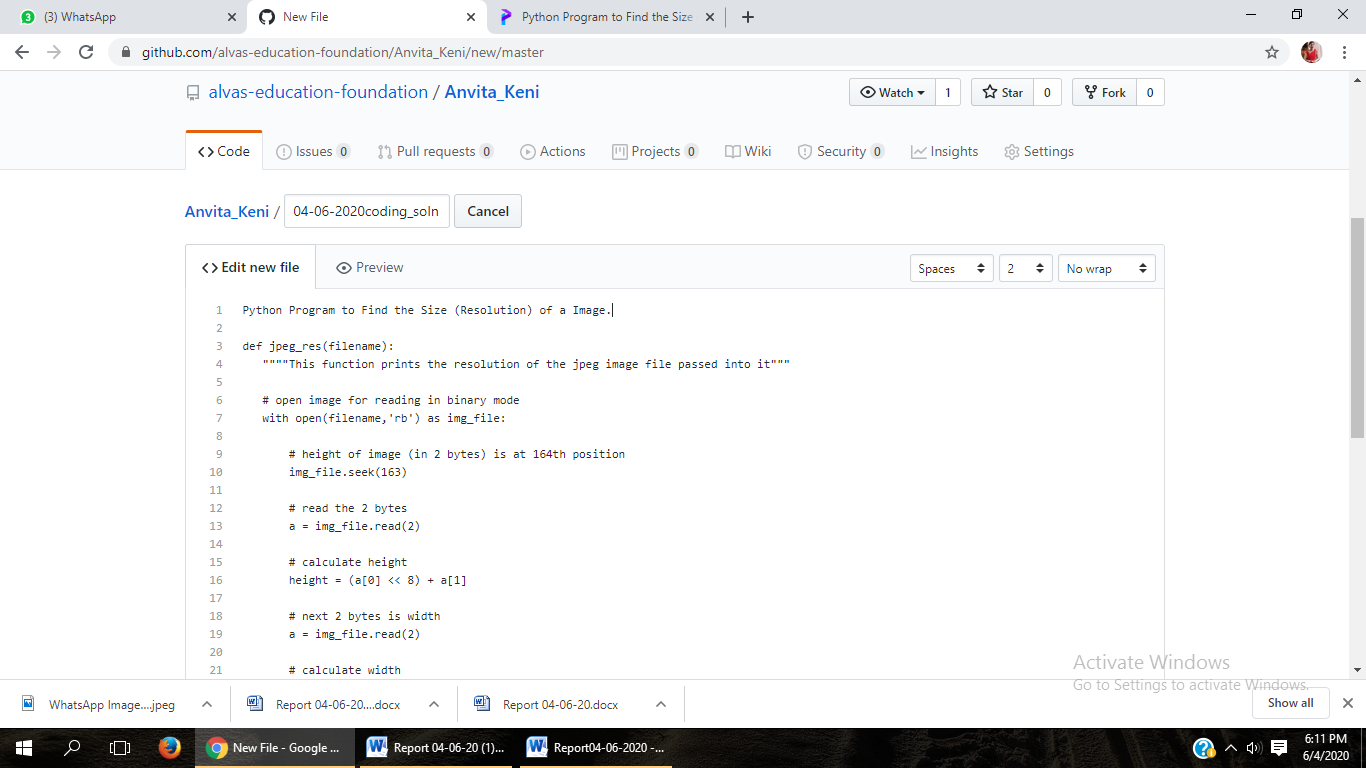 (3) WhatsApp
New File
Python Program to Find the Size
github.com/alvas-education-foundation/Anvita_Keni/new/master
alvas-education-foundation / Anvita_Keni
Watch 1
Star 0
Fork 0
Code
Issues 0
Pull requests 0
Actions
Projects 0
Wiki
Security 0
Insights
Settings
Anvita_Keni / 04-06-2020coding_soln Cancel
Edit new file
Preview
Spaces
2
No wrap
1 Python Program to Find the Size (Resolution) of a Image.
2
3 def jpeg_res(filename):
4 """"This function prints the resolution of the jpeg image file passed into it"""
5
6 # open image for reading in binary mode
7 with open(filename,'rb') as img_file:
8
9 # height of image (in 2 bytes) is at 164th position
10 img_file.seek(163)
11
12 # read the 2 bytes
13 a = img_file.read(2)
14
15 # calculate height
16 height = (a[0] << 8) + a[1]
17
18 # next 2 bytes is width
19 a = img_file.read(2)
20
21 # calculate width
Activate Windows
Go to Settings to activate Windows.
WhatsApp Image....jpeg
Report 04-06-20....docx
Report 04-06-20.docx
Show all
New File - Google ...
Report 04-06-20 (1)...
Report04-06-2020 -...
6:11 PM
6/4/2020